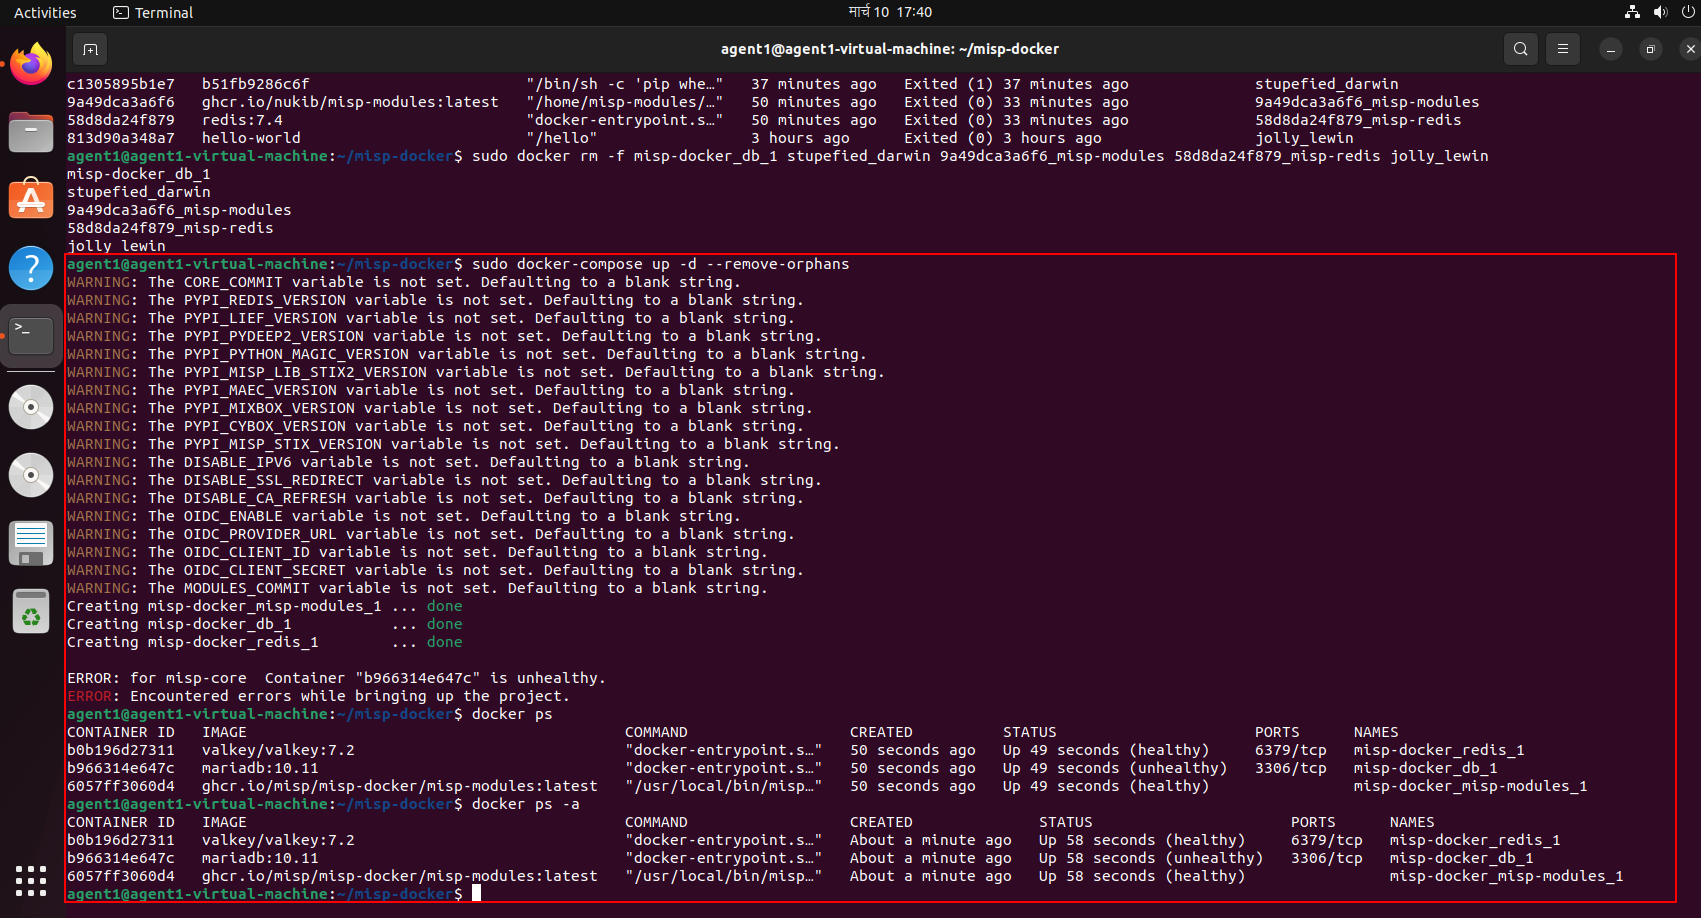 Activities Terminal मार्च 10 17:40
agent1@agent1-virtual-machine: ~/misp-docker
c1305895b1e7 b51fb9286c6f "/bin/sh -c 'pip whe…" 37 minutes ago Exited (1) 37 minutes ago stupefied_darwin
9a49dca3a6f6 ghcr.io/nukib/misp-modules:latest "/home/misp-modules/…" 50 minutes ago Exited (0) 33 minutes ago 9a49dca3a6f6_misp-modules
58d8da24f879 redis:7.4 "docker-entrypoint.s…" 50 minutes ago Exited (0) 33 minutes ago 58d8da24f879_misp-redis
813d90a348a7 hello-world "/hello" 3 hours ago Exited (0) 3 hours ago jolly_lewin
agent1@agent1-virtual-machine:~/misp-docker$ sudo docker rm -f misp-docker_db_1 stupefied_darwin 9a49dca3a6f6_misp-modules 58d8da24f879_misp-redis jolly_lewin
misp-docker_db_1
stupefied_darwin
9a49dca3a6f6_misp-modules
58d8da24f879_misp-redis
jolly_lewin
agent1@agent1-virtual-machine:~/misp-docker$ sudo docker-compose up -d --remove-orphans
WARNING: The CORE_COMMIT variable is not set. Defaulting to a blank string.
WARNING: The PYPI_REDIS_VERSION variable is not set. Defaulting to a blank string.
WARNING: The PYPI_LIEF_VERSION variable is not set. Defaulting to a blank string.
WARNING: The PYPI_PYDEEP2_VERSION variable is not set. Defaulting to a blank string.
WARNING: The PYPI_PYTHON_MAGIC_VERSION variable is not set. Defaulting to a blank string.
WARNING: The PYPI_MISP_LIB_STIX2_VERSION variable is not set. Defaulting to a blank string.
WARNING: The PYPI_MAEC_VERSION variable is not set. Defaulting to a blank string.
WARNING: The PYPI_MIXBOX_VERSION variable is not set. Defaulting to a blank string.
WARNING: The PYPI_CYBOX_VERSION variable is not set. Defaulting to a blank string.
WARNING: The PYPI_MISP_STIX_VERSION variable is not set. Defaulting to a blank string.
WARNING: The DISABLE_IPV6 variable is not set. Defaulting to a blank string.
WARNING: The DISABLE_SSL_REDIRECT variable is not set. Defaulting to a blank string.
WARNING: The DISABLE_CA_REFRESH variable is not set. Defaulting to a blank string.
WARNING: The OIDC_ENABLE variable is not set. Defaulting to a blank string.
WARNING: The OIDC_PROVIDER_URL variable is not set. Defaulting to a blank string.
WARNING: The OIDC_CLIENT_ID variable is not set. Defaulting to a blank string.
WARNING: The OIDC_CLIENT_SECRET variable is not set. Defaulting to a blank string.
WARNING: The MODULES_COMMIT variable is not set. Defaulting to a blank string.
Creating misp-docker_misp-modules_1 ... done
Creating misp-docker_db_1 ... done
Creating misp-docker_redis_1 ... done
ERROR: for misp-core Container "b966314e647c" is unhealthy.
ERROR: Encountered errors while bringing up the project.
agent1@agent1-virtual-machine:~/misp-docker$ docker ps
CONTAINER ID IMAGE COMMAND CREATED STATUS PORTS NAMES
b0b196d27311 valkey/valkey:7.2 "docker-entrypoint.s…" 50 seconds ago Up 49 seconds (healthy) 6379/tcp misp-docker_redis_1
b966314e647c mariadb:10.11 "docker-entrypoint.s…" 50 seconds ago Up 49 seconds (unhealthy) 3306/tcp misp-docker_db_1
6057ff3060d4 ghcr.io/misp/misp-docker/misp-modules:latest "/usr/local/bin/misp…" 50 seconds ago Up 49 seconds (healthy) misp-docker_misp-modules_1
agent1@agent1-virtual-machine:~/misp-docker$ docker ps -a
CONTAINER ID IMAGE COMMAND CREATED STATUS PORTS NAMES
b0b196d27311 valkey/valkey:7.2 "docker-entrypoint.s…" About a minute ago Up 58 seconds (healthy) 6379/tcp misp-docker_redis_1
b966314e647c mariadb:10.11 "docker-entrypoint.s…" About a minute ago Up 58 seconds (unhealthy) 3306/tcp misp-docker_db_1
6057ff3060d4 ghcr.io/misp/misp-docker/misp-modules:latest "/usr/local/bin/misp…" About a minute ago Up 58 seconds (healthy) misp-docker_misp-modules_1
agent1@agent1-virtual-machine:~/misp-docker$